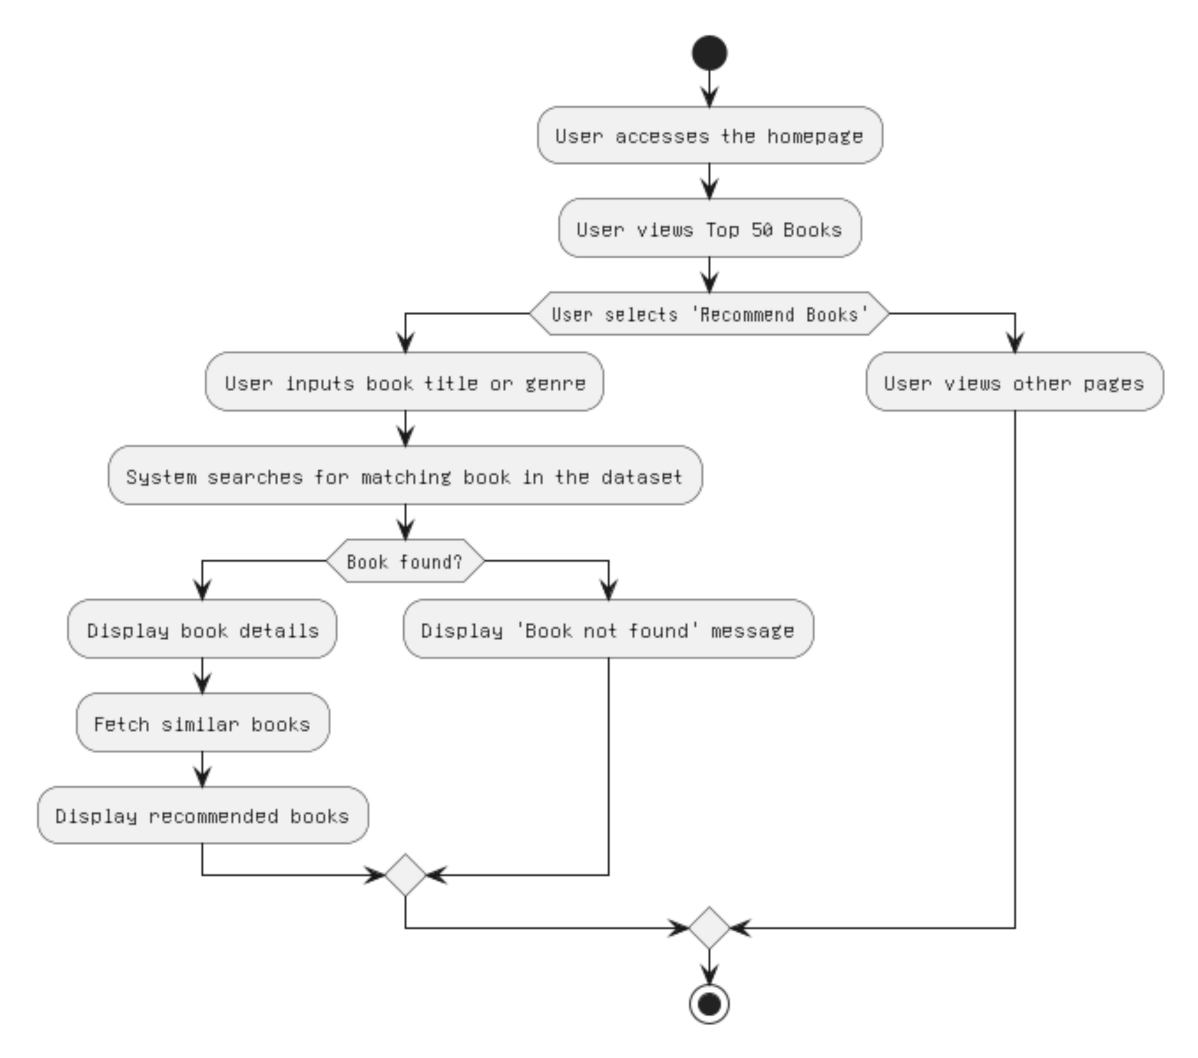 User accesses the homepage
User views Top 50 Books
User selects 'Recommend Books'
User inputs book title or genre
User views other pages
System searches for matching book in the dataset
Book found?
Display book details
Display 'Book not found' message
Fetch similar books
Display recommended books